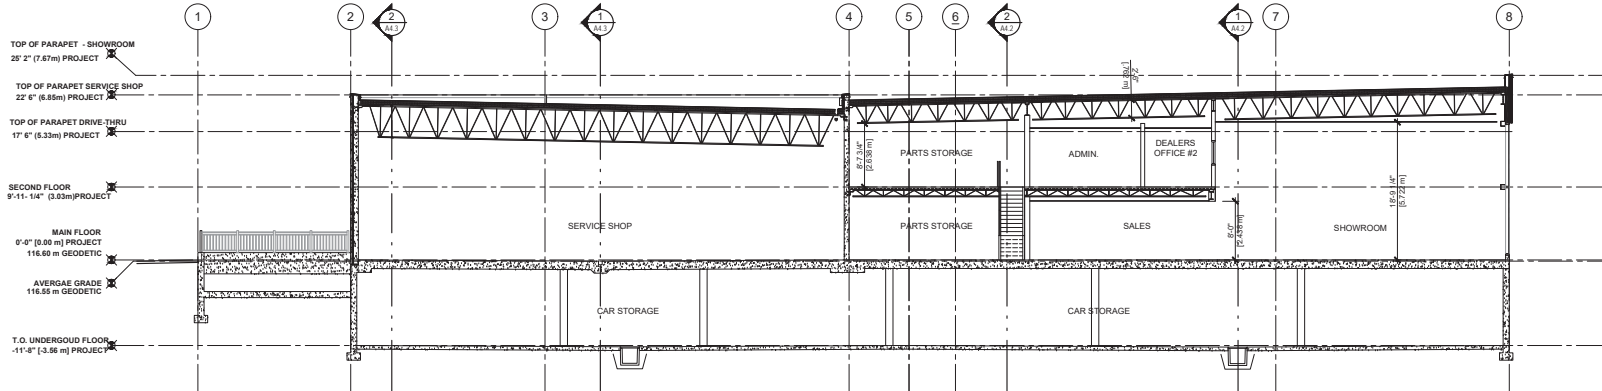 1
2
2
A4.3
3
1
A4.3
4
5
6
2
A4.2
1
A4.2
7
8
TOP OF PARAPET - SHOWROOM
25' 2" (7.67m) PROJECT
TOP OF PARAPET SERVICE SHOP
22' 6" (6.85m) PROJECT
TOP OF PARAPET DRIVE-THRU
17' 6" (5.33m) PROJECT
SECOND FLOOR
9'-11- 1/4" (3.03m)PROJECT
MAIN FLOOR
0'-0" [0.00 m] PROJECT
116.60 m GEODETIC
AVERGAE GRADE
116.55 m GEODETIC
T.O. UNDERGOUD FLOOR
-11'-8" [-3.56 m] PROJECT
2'-6"
[.762 m]
8'-7 3/4"
[2.638 m]
PARTS STORAGE
ADMIN.
DEALERS
OFFICE #2
18'-9 1/4"
[5.722 m]
SERVICE SHOP
PARTS STORAGE
SALES
8'-0"
[2.438 m]
SHOWROOM
CAR STORAGE
CAR STORAGE